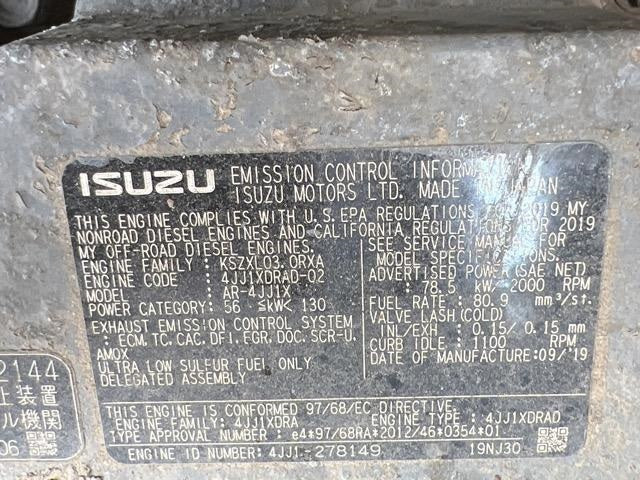 ISUZU EMISSION CONTROL INFORMATION
ISUZU MOTORS LTD. MADE IN JAPAN
THIS ENGINE COMPLIES WITH U.S.EPA REGULATIONS FOR 2019 MY
NONROAD DIESEL ENGINES AND CALIFORNIA REGULATIONS FOR 2019
MY OFF-ROAD DIESEL ENGINES.
ENGINE FAMILY : KSZXL03.0RXA
ENGINE CODE : 4JJ1XDRAD-02
MODEL : AR-4JJ1X
POWER CATEGORY : 56 ≤kW< 130
EXHAUST EMISSION CONTROL SYSTEM
: ECM,TC,CAC,DFI,EGR,DOC,SCR-U,
AMOX
ULTRA LOW SULFUR FUEL ONLY
DELEGATED ASSEMBLY
SEE SERVICE MANUAL FOR
MODEL SPECIFICATIONS.
ADVERTISED POWER (SAE NET)
: 78.5 kW/ 2000 RPM
FUEL RATE : 80.9 mm³/st.
VALVE LASH (COLD)
INL/EXH : 0.15/ 0.15 mm
CURB IDLE : 1100 RPM
DATE OF MANUFACTURE:09/'19
THIS ENGINE IS CONFORMED 97/68/EC DIRECTIVE.
ENGINE FAMILY : 4JJ1XDRA ENGINE TYPE : 4JJ1XDRAD
TYPE APPROVAL NUMBER : e4*97/68RA*2012/46*0354*01
ENGINE ID NUMBER: 4JJ1-278149 19NJ30
2144
止装置
ル機関
06